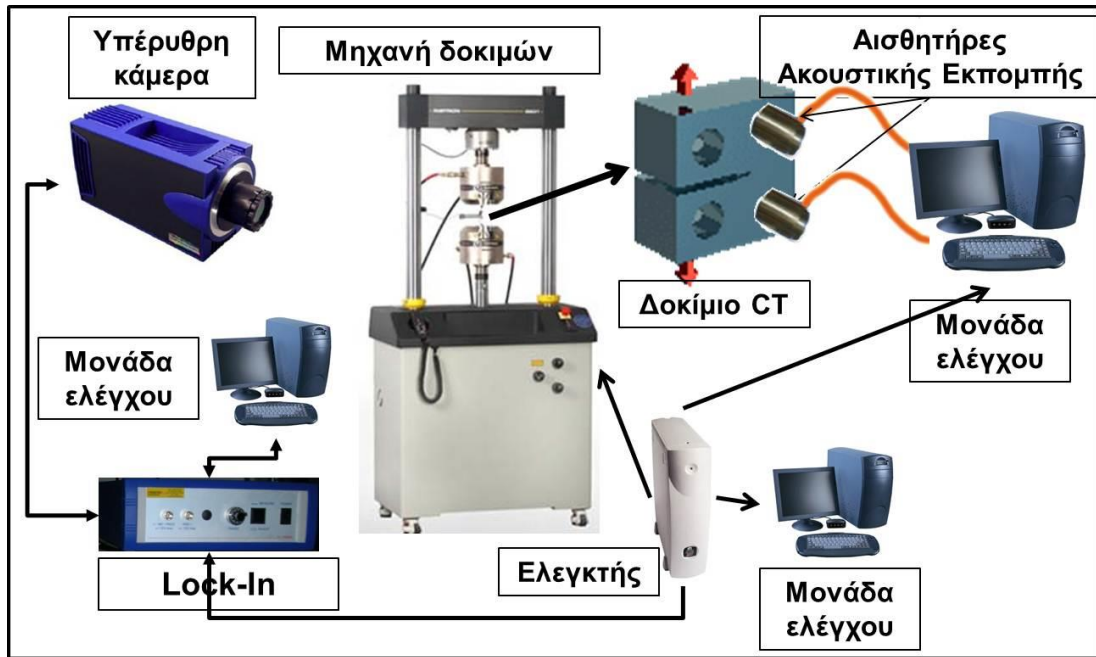 Υπέρυθρη
κάμερα
Μηχανή δοκιμών
Αισθητήρες
Ακουστικής Εκπομπής
Δοκίμιο CT
Μονάδα
ελέγχου
Μονάδα
ελέγχου
Lock-In
Ελεγκτής
Μονάδα
ελέγχου